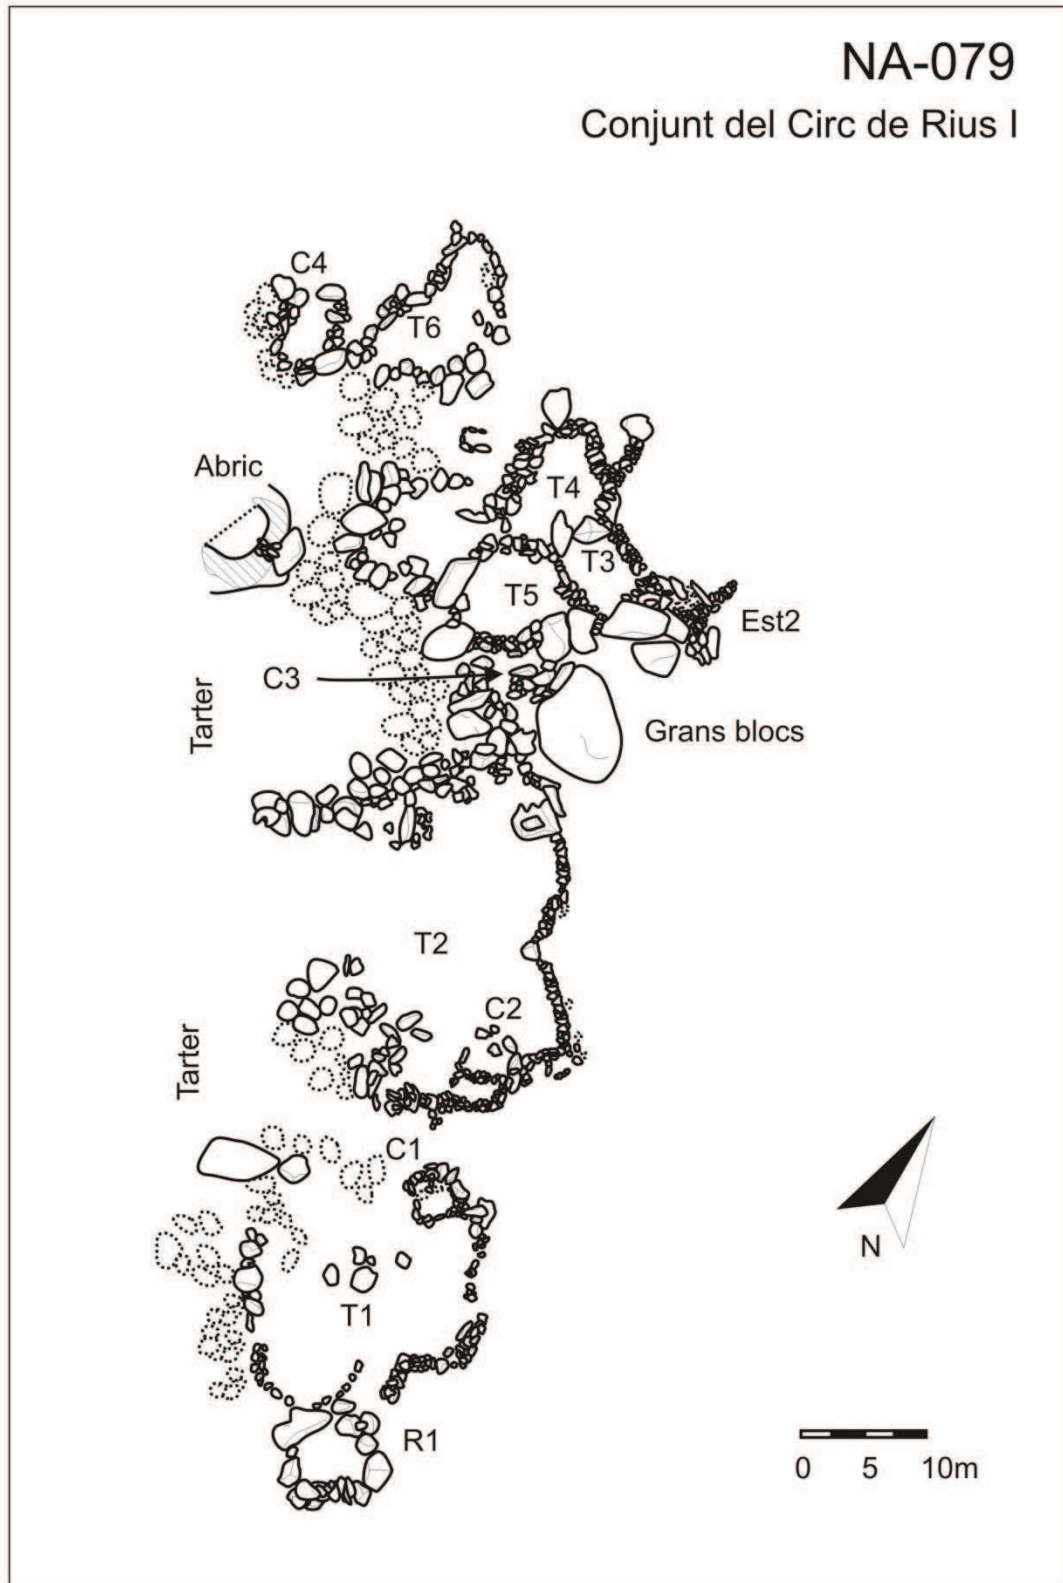 NA-079
Conjunt del Circ de Rius I
C4
T6
Abric
T4
T3
T5
Est2
C3
Tarter
Grans blocs
T2
C2
Tarter
C1
N
T1
R1
0 5 10m